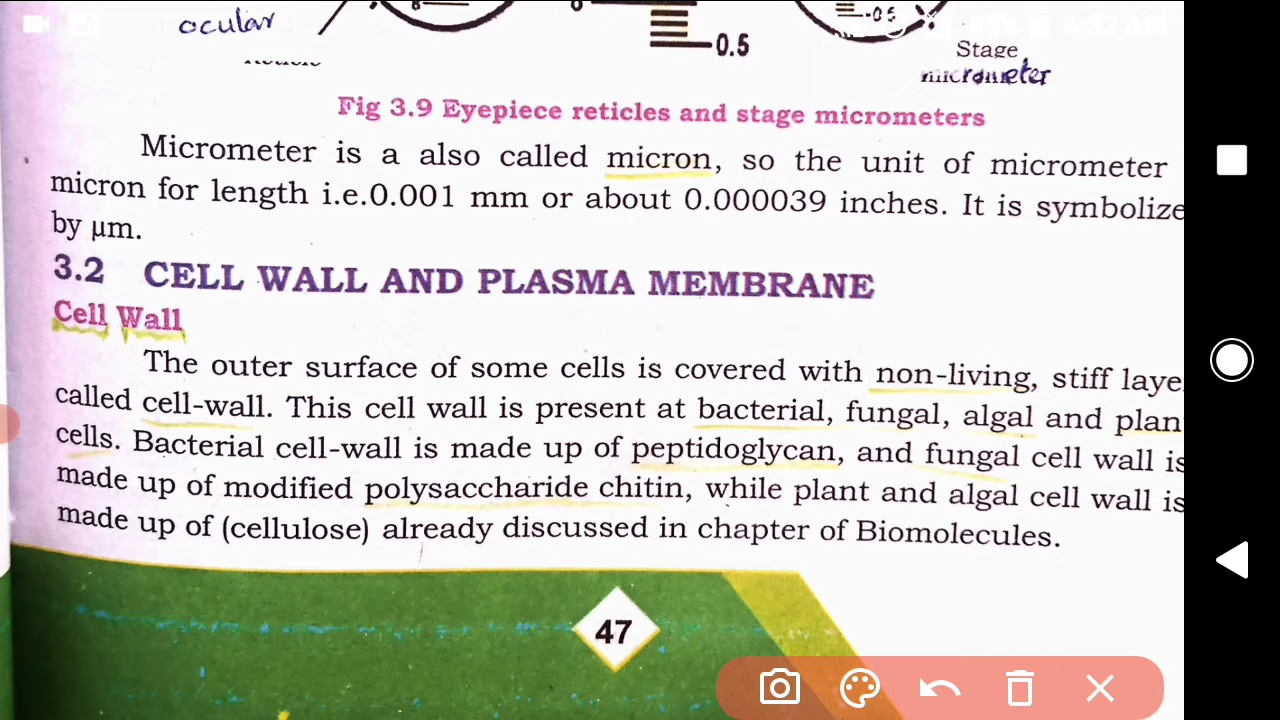 ocular
0.5
Stage
micrometer
Fig 3.9 Eyepiece reticles and stage micrometers
Micrometer is a also called micron, so the unit of micrometer
micron for length i.e.0.001 mm or about 0.000039 inches. It is symbolize
by µm.
3.2 CELL WALL AND PLASMA MEMBRANE
Cell Wall
The outer surface of some cells is covered with non-living, stiff laye
called cell-wall. This cell wall is present at bacterial, fungal, algal and plan
cells. Bacterial cell-wall is made up of peptidoglycan, and fungal cell wall is
made up of modified polysaccharide chitin, while plant and algal cell wall is
made up of (cellulose) already discussed in chapter of Biomolecules.
47